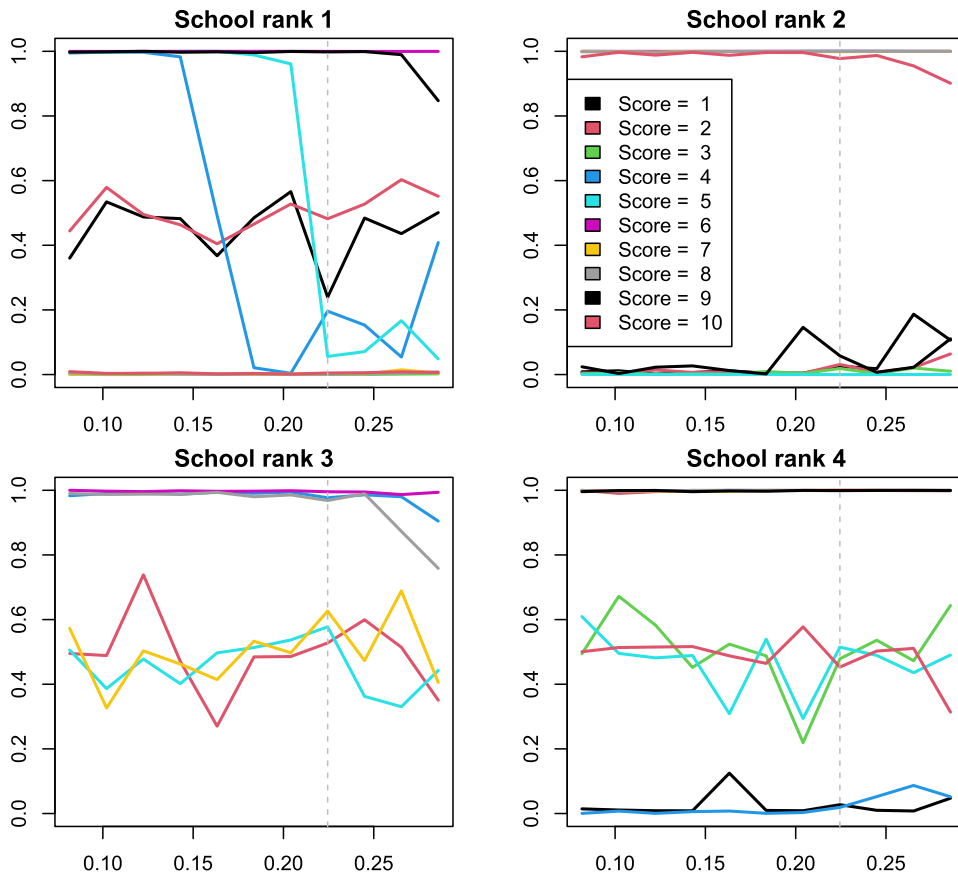 School rank 1
1.0
0.8
0.6
0.4
0.2
0.0
0.10 0.15 0.20 0.25
School rank 2
1.0
0.8
0.6
0.4
0.2
0.0
Score = 1
Score = 2
Score = 3
Score = 4
Score = 5
Score = 6
Score = 7
Score = 8
Score = 9
Score = 10
0.10 0.15 0.20 0.25
School rank 3
1.0
0.8
0.6
0.4
0.2
0.0
0.10 0.15 0.20 0.25
School rank 4
1.0
0.8
0.6
0.4
0.2
0.0
0.10 0.15 0.20 0.25